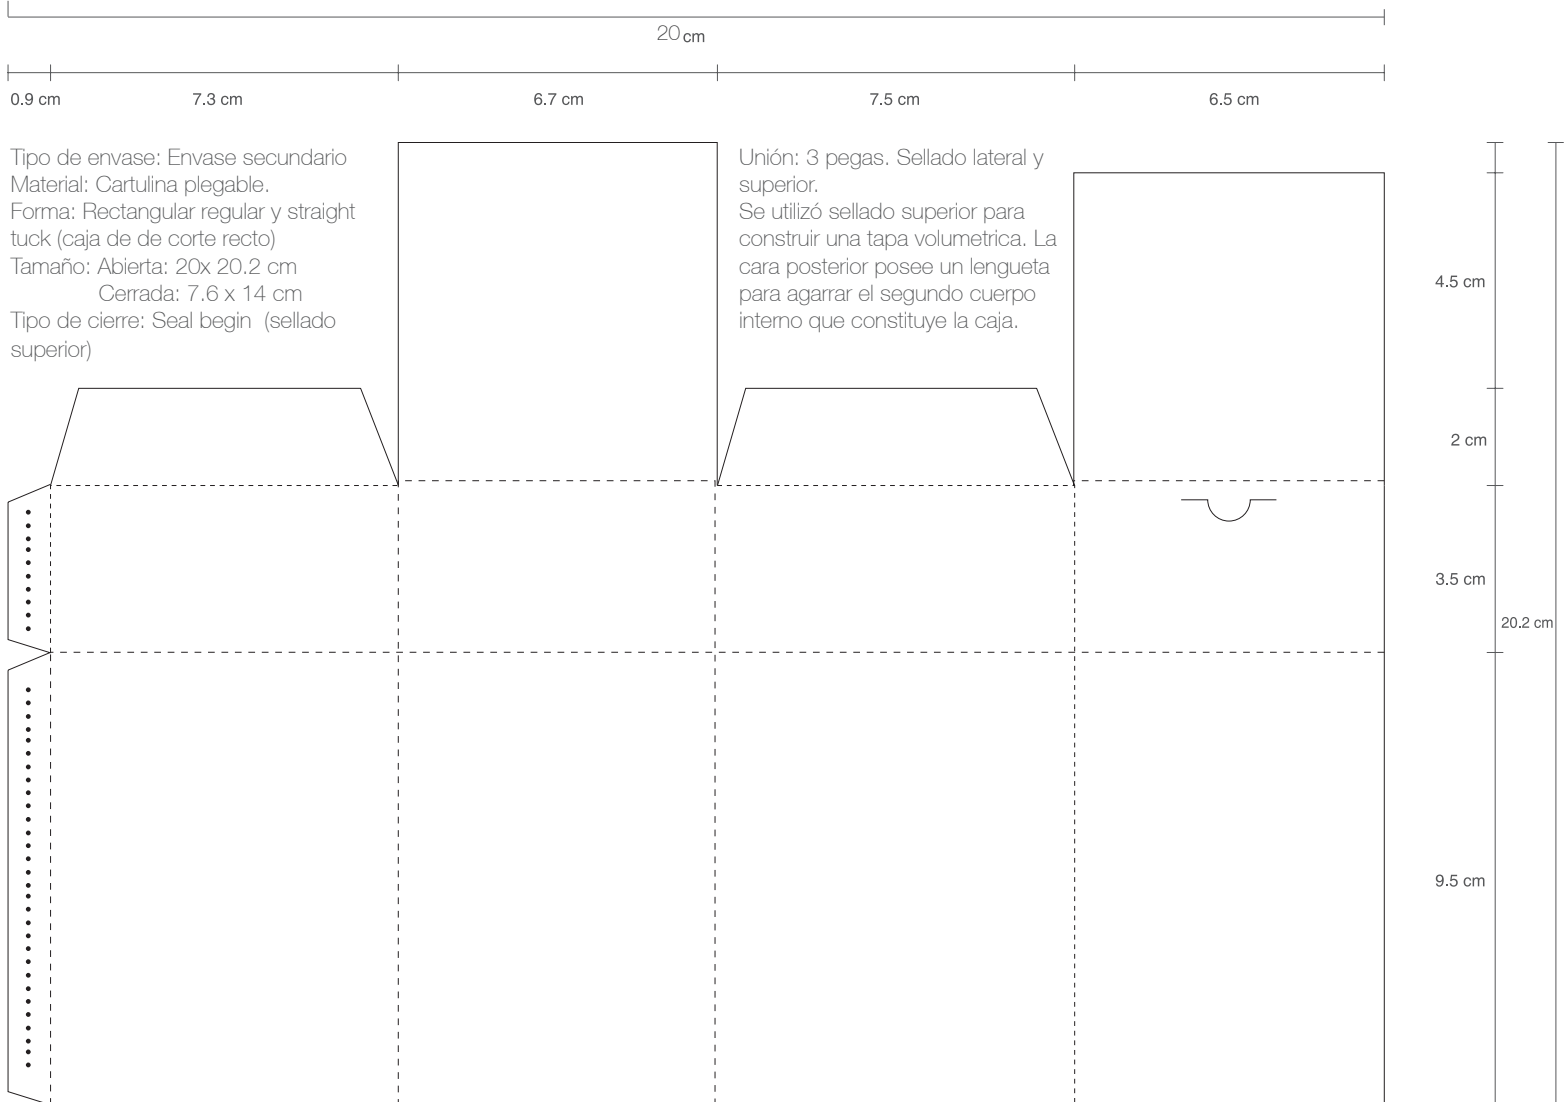 20 cm
0.9 cm
7.3 cm
6.7 cm
7.5 cm
6.5 cm
Tipo de envase: Envase secundario
Material: Cartulina plegable.
Forma: Rectangular regular y straight
tuck (caja de de corte recto)
Tamaño: Abierta: 20x 20.2 cm
Cerrada: 7.6 x 14 cm
Tipo de cierre: Seal begin (sellado
superior)
Unión: 3 pegas. Sellado lateral y
superior.
Se utilizó sellado superior para
construir una tapa volumetrica. La
cara posterior posee un lengueta
para agarrar el segundo cuerpo
interno que constituye la caja.
4.5 cm
2 cm
3.5 cm
20.2 cm
9.5 cm